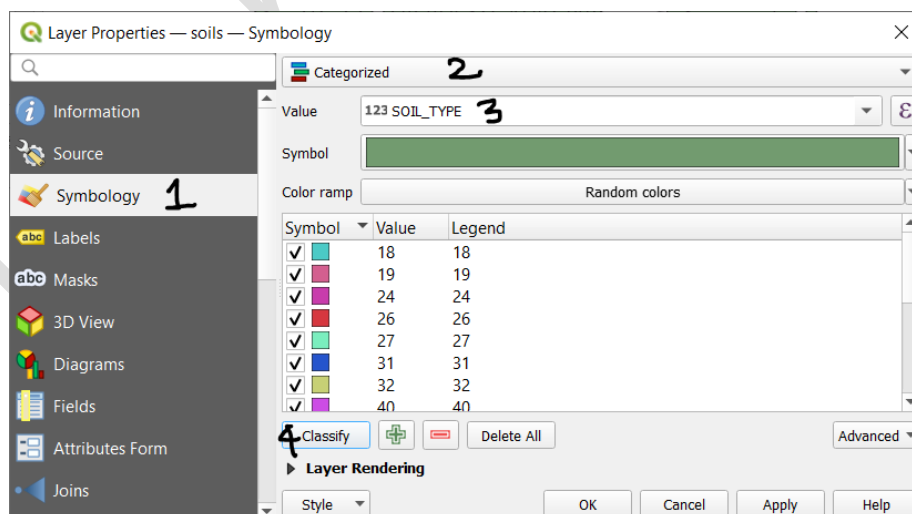 Layer Properties — soils — Symbology
Categorized 2
Information
Value 123 SOIL_TYPE 3 ε
Source
Symbol
Symbology 1
Color ramp Random colors
Symbol Value Legend
abc Labels
18 18
19 19
abc Masks
24 24
26 26
3D View
27 27
31 31
Diagrams
32 32
40 40
Fields
4 Classify Delete All Advanced
Attributes Form
Layer Rendering
Joins
Style OK Cancel Apply Help